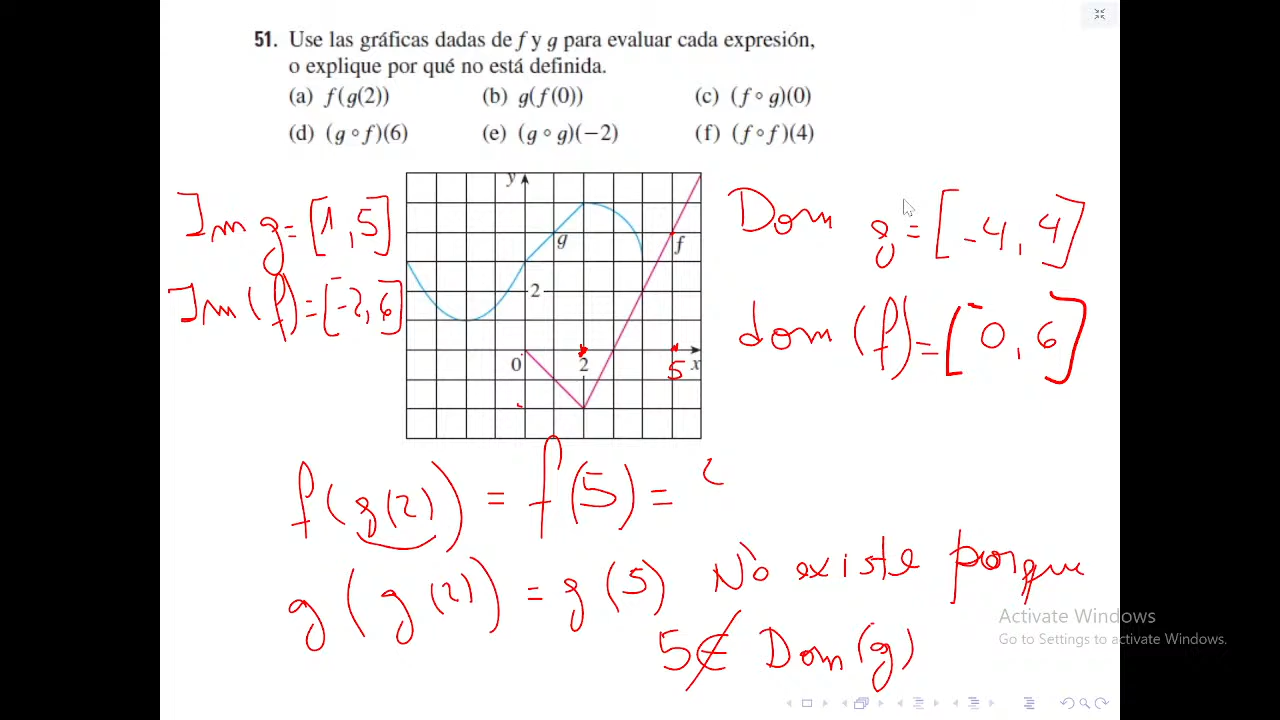 51. Use las gráficas dadas de f y g para evaluar cada expresión,
o explique por qué no está definida.
(a) f(g(2)) (b) g(f(0)) (c) (f ∘ g)(0)
(d) (g ∘ f)(6) (e) (g ∘ g)(−2) (f) (f ∘ f)(4)
y
Im g = [1, 5]
Dom g = [-4, 4]
g
f
Im (f) = [-2, 6]
2
dom (f) = [0, 6]
0 2 5 x
f(g(2)) = f(5) =
g(g(2)) = g(5) No existe porque
5 ∉ Dom (g)
Activate Windows
Go to Settings to activate Windows.